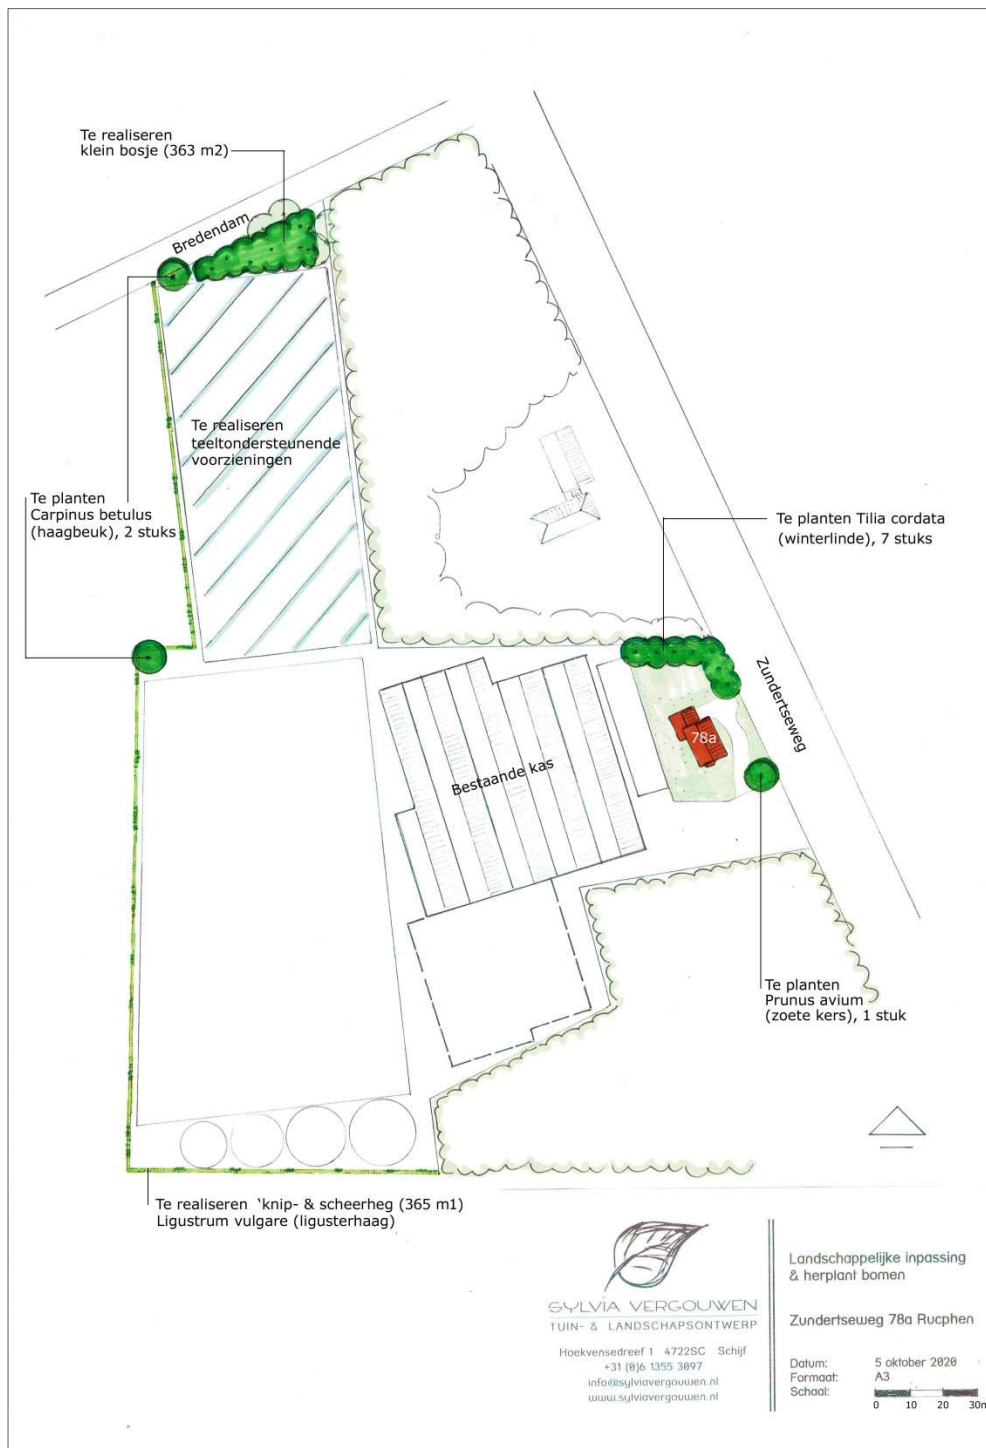 Te realiseren
klein bosje (363 m2)
Bredendam
Te realiseren
teeltondersteunende
voorzieningen
Te planten
Carpinus betulus
(haagbeuk), 2 stuks
Te planten Tilia cordata
(winterlinde), 7 stuks
Zundertseweg
78a
Bestaande kas
Te planten
Prunus avium
(zoete kers), 1 stuk
Te realiseren ‘knip- & scheerheg (365 m1)
Ligustrum vulgare (ligusterhaag)
SYLVIA VERGOUWEN
TUIN- & LANDSCHAPSONTWERP
Hoekvensedreef 1 4722SC Schijf
+31 (0)6 1355 3097
info@sylviavergouwen.nl
www.sylviavergouwen.nl
Landschappelijke inpassing
& herplant bomen
Zundertseweg 78a Rucphen
Datum: 5 oktober 2020
Formaat: A3
Schaal:
0 10 20 30m